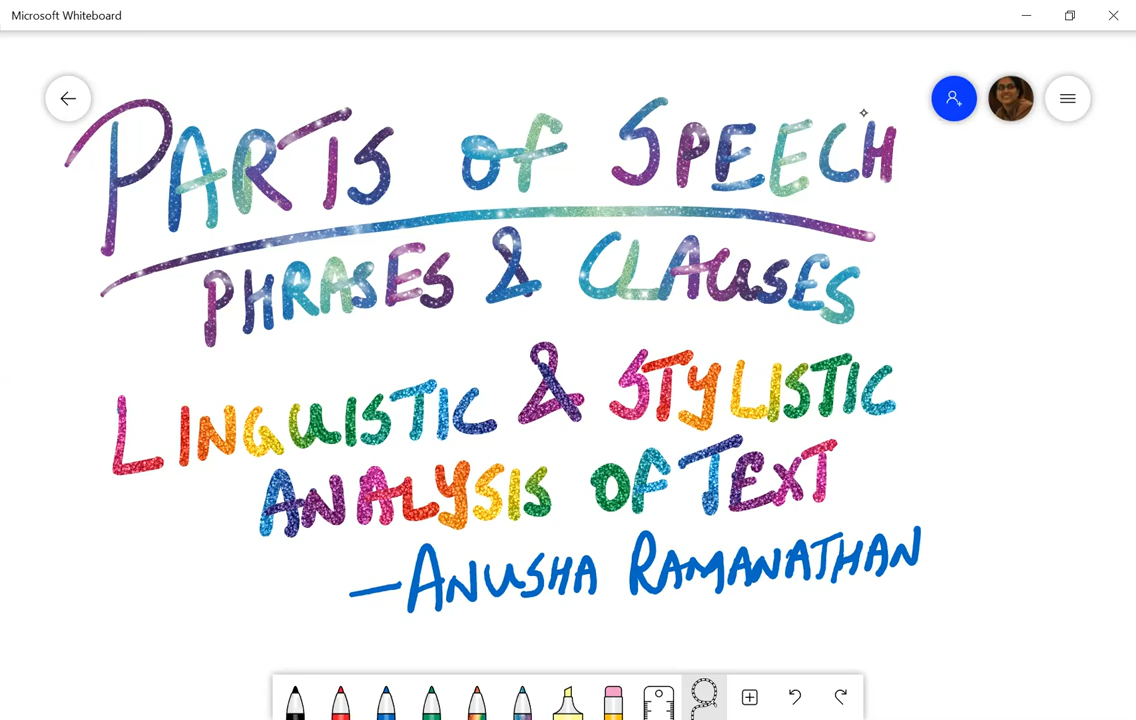 Microsoft Whiteboard
PARTS of SPEECH
PHRASES & CLAUSES
LINGUISTIC & STYLISTIC
ANALYSIS OF TEXT
- ANUSHA RAMANATHAN